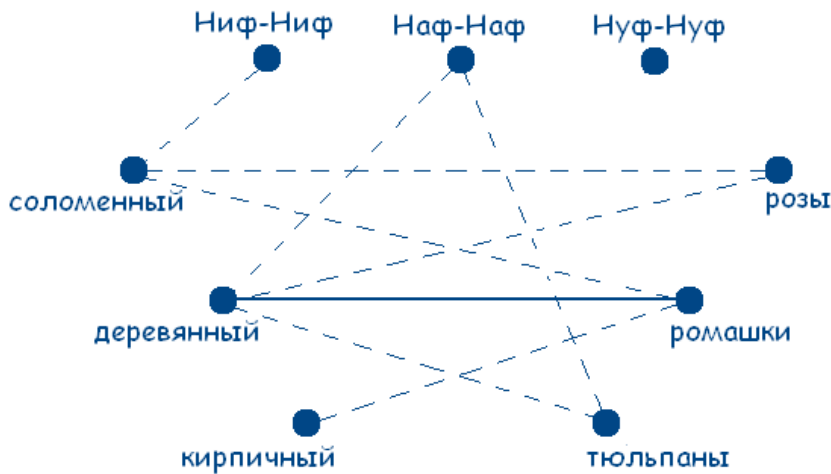 Ниф-Ниф Наф-Наф Нуф-Нуф
соломенный розы
деревянный ромашки
кирпичный тюльпаны